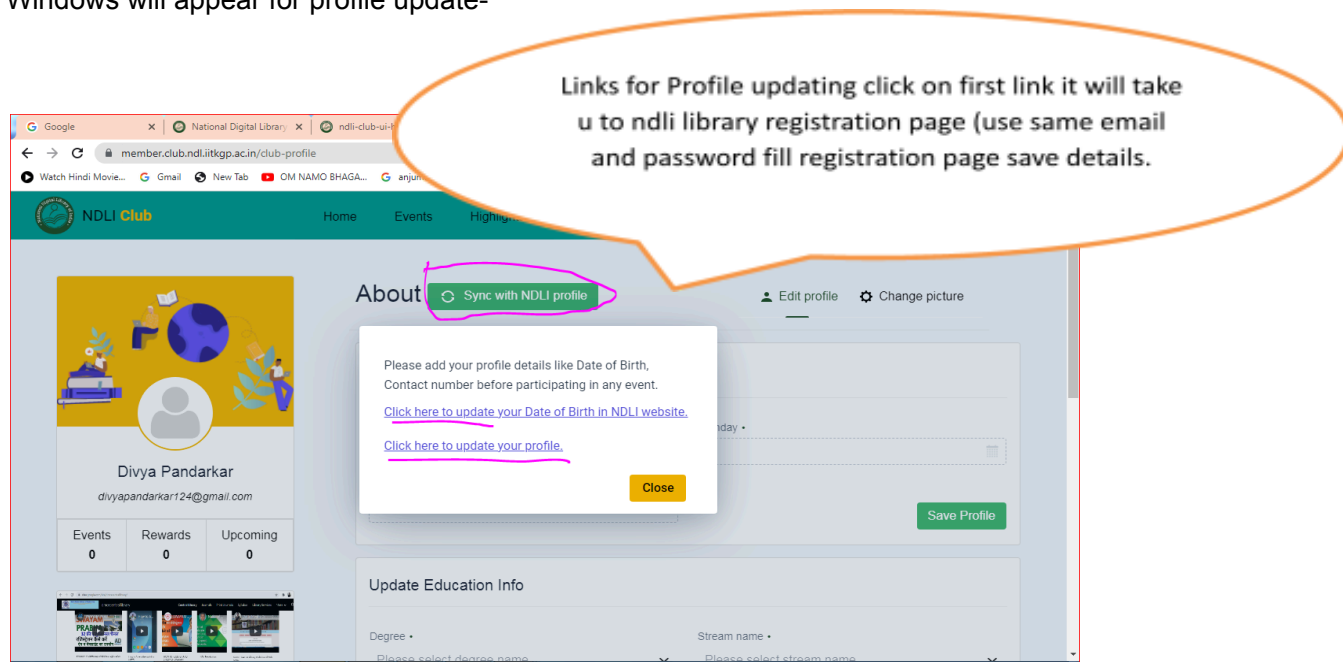 Windows will appear for profile update-
Links for Profile updating click on first link it will take
u to ndli library registration page (use same email
and password fill registration page save details.
Google
National Digital Library
ndli-club-ui-
member.club.ndl.iitkgp.ac.in/club-profile
Watch Hindi Movie... Gmail New Tab OM NAMO BHAGA...
NDLI Club
Home Events
About Sync with NDLI profile
Edit profile Change picture
Please add your profile details like Date of Birth,
Contact number before participating in any event.
Click here to update your Date of Birth in NDLI website.
Click here to update your profile.
Close
Divya Pandarkar
divyapandarkar124@gmail.com
Events Rewards Upcoming
0 0 0
Save Profile
Update Education Info
Degree •
Stream name •
Please select degree name
Please select stream name